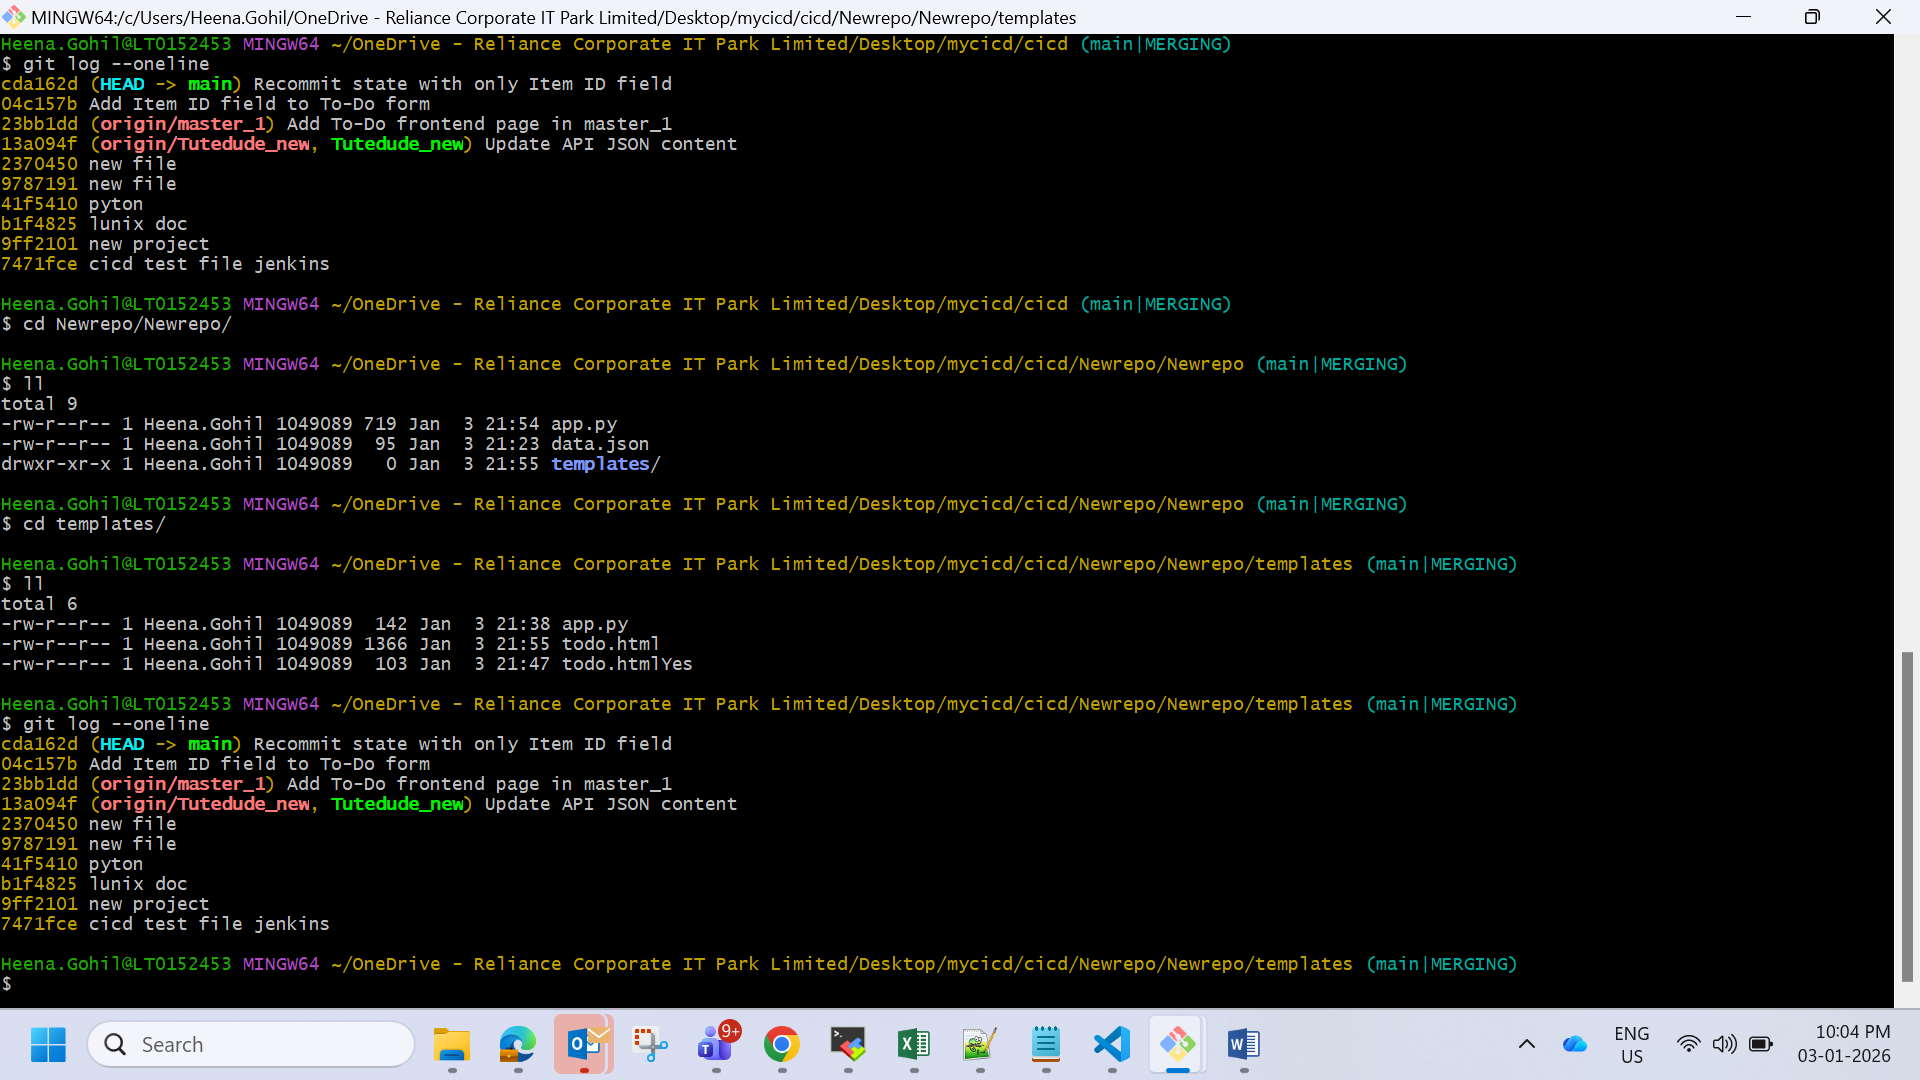 MINGW64:/c/Users/Heena.Gohil/OneDrive - Reliance Corporate IT Park Limited/Desktop/mycicd/cicd/Newrepo/Newrepo/templates
Heena.Gohil@LT0152453 MINGW64 ~/OneDrive - Reliance Corporate IT Park Limited/Desktop/mycicd/cicd (main|MERGING)
$ git log --oneline
cda162d (HEAD -> main) Recommit state with only Item ID field
04c157b Add Item ID field to To-Do form
23bb1dd (origin/master_1) Add To-Do frontend page in master_1
13a094f (origin/Tutedude_new, Tutedude_new) Update API JSON content
2370450 new file
9787191 new file
41f5410 pyton
b1f4825 lunix doc
9ff2101 new project
7471fce cicd test file jenkins
Heena.Gohil@LT0152453 MINGW64 ~/OneDrive - Reliance Corporate IT Park Limited/Desktop/mycicd/cicd (main|MERGING)
$ cd Newrepo/Newrepo/
Heena.Gohil@LT0152453 MINGW64 ~/OneDrive - Reliance Corporate IT Park Limited/Desktop/mycicd/cicd/Newrepo/Newrepo (main|MERGING)
$ ll
total 9
-rw-r--r-- 1 Heena.Gohil 1049089 719 Jan  3 21:54 app.py
-rw-r--r-- 1 Heena.Gohil 1049089  95 Jan  3 21:23 data.json
drwxr-xr-x 1 Heena.Gohil 1049089   0 Jan  3 21:55 templates/
Heena.Gohil@LT0152453 MINGW64 ~/OneDrive - Reliance Corporate IT Park Limited/Desktop/mycicd/cicd/Newrepo/Newrepo (main|MERGING)
$ cd templates/
Heena.Gohil@LT0152453 MINGW64 ~/OneDrive - Reliance Corporate IT Park Limited/Desktop/mycicd/cicd/Newrepo/Newrepo/templates (main|MERGING)
$ ll
total 6
-rw-r--r-- 1 Heena.Gohil 1049089  142 Jan  3 21:38 app.py
-rw-r--r-- 1 Heena.Gohil 1049089 1366 Jan  3 21:55 todo.html
-rw-r--r-- 1 Heena.Gohil 1049089  103 Jan  3 21:47 todo.htmlYes
Heena.Gohil@LT0152453 MINGW64 ~/OneDrive - Reliance Corporate IT Park Limited/Desktop/mycicd/cicd/Newrepo/Newrepo/templates (main|MERGING)
$ git log --oneline
cda162d (HEAD -> main) Recommit state with only Item ID field
04c157b Add Item ID field to To-Do form
23bb1dd (origin/master_1) Add To-Do frontend page in master_1
13a094f (origin/Tutedude_new, Tutedude_new) Update API JSON content
2370450 new file
9787191 new file
41f5410 pyton
b1f4825 lunix doc
9ff2101 new project
7471fce cicd test file jenkins
Heena.Gohil@LT0152453 MINGW64 ~/OneDrive - Reliance Corporate IT Park Limited/Desktop/mycicd/cicd/Newrepo/Newrepo/templates (main|MERGING)
$
Search
9+
ENG
US
10:04 PM
03-01-2026